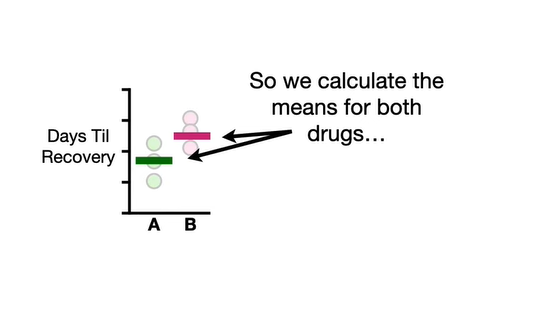 So we calculate the
means for both
drugs...
Days Til
Recovery
A B